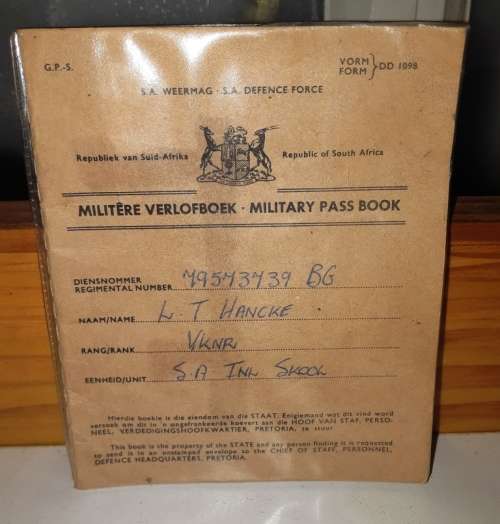 G.P.-S.
VORM
FORM } DD 1098
S.A. WEERMAG · S.A. DEFENCE FORCE
Republiek van Suid-Afrika Republic of South Africa
MILITÊRE VERLOFBOEK · MILITARY PASS BOOK
DIENSNOMMER
REGIMENTAL NUMBER 79573739 BG
NAAM/NAME L. T HANCKE
RANG/RANK VKNR
EENHEID/UNIT S.A INL SKOOL
Hierdie boekie is die eiendom van die STAAT. Enigiemand wat dit vind word
versoek om dit in 'n ongefrankeerde koevert aan die HOOF VAN STAF, PERSO-
NEEL, VERDEDIGINGSHOOFKWARTIER, PRETORIA, te stuur
This book is the property of the STATE and any person finding it is requested
to send is in an unstamped envelope to the CHIEF OF STAFF, PERSONNEL,
DEFENCE HEADQUARTERS, PRETORIA.